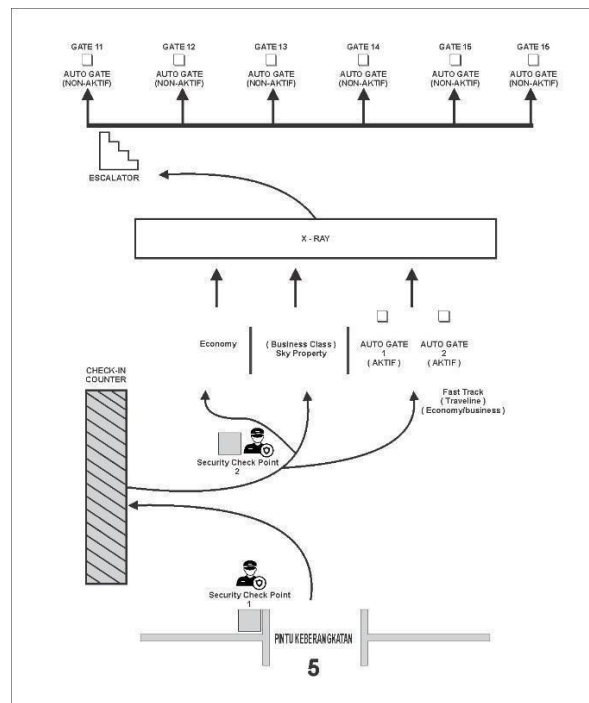 GATE 11
GATE 12
GATE 13
GATE 14
GATE 15
GATE 16
AUTO GATE
(NON-AKTIF)
AUTO GATE
(NON-AKTIF)
AUTO GATE
(NON-AKTIF)
AUTO GATE
(NON-AKTIF)
AUTO GATE
(NON-AKTIF)
AUTO GATE
(NON-AKTIF)
ESCALATOR
X - RAY
Economy
( Business Class )
Sky Property
AUTO GATE
1
( AKTIF )
AUTO GATE
2
( AKTIF )
CHECK-IN
COUNTER
Fast Track
( Traveline )
( Economy/business )
Security Check Point
2
Security Check Point
1
PINTU KEBERANGKATAN
5